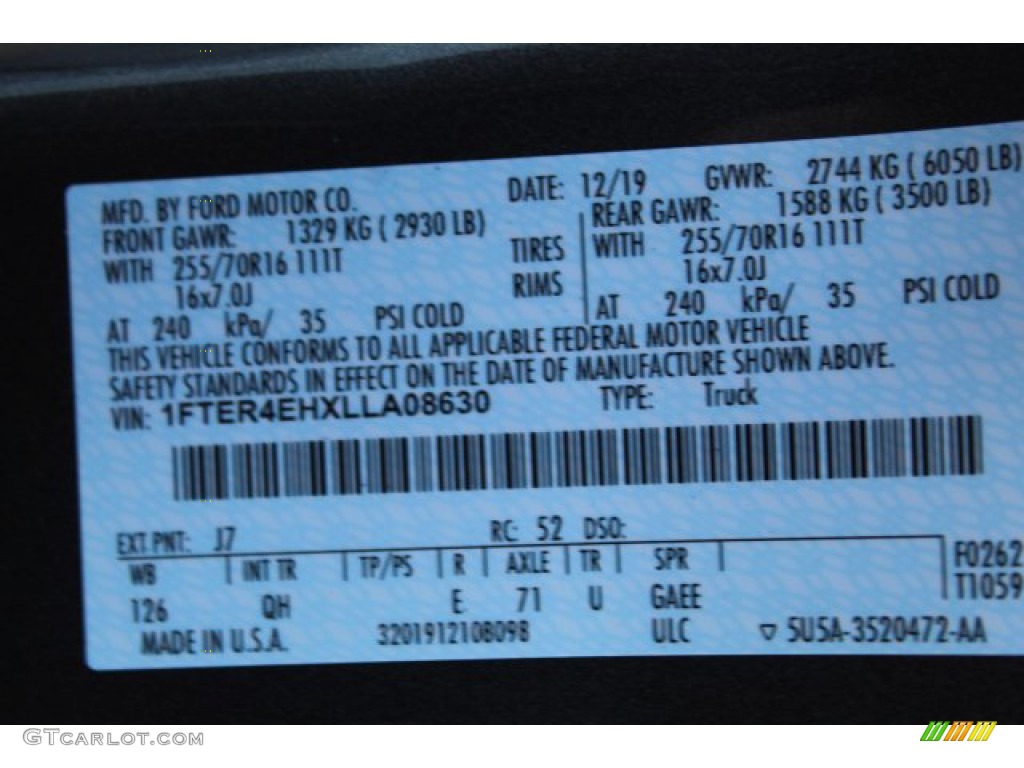 MFD. BY FORD MOTOR CO. DATE: 12/19 GVWR: 2744 KG ( 6050 LB)
FRONT GAWR: 1329 KG ( 2930 LB) REAR GAWR: 1588 KG ( 3500 LB)
WITH 255/70R16 111T TIRES WITH 255/70R16 111T
16x7.0J RIMS 16x7.0J
AT 240 kPa/ 35 PSI COLD AT 240 kPa/ 35 PSI COLD
THIS VEHICLE CONFORMS TO ALL APPLICABLE FEDERAL MOTOR VEHICLE
SAFETY STANDARDS IN EFFECT ON THE DATE OF MANUFACTURE SHOWN ABOVE.
VIN: 1FTER4EHXLLA08630 TYPE: Truck
EXT PNT: J7 RC: 52 DSO:
WB INT TR TP/PS R AXLE TR SPR F0262
126 QH E 71 U GAEE T1059
MADE IN U.S.A. 3201912108098 ULC ▽ 5U5A-3520472-AA
GTCARLOT.COM